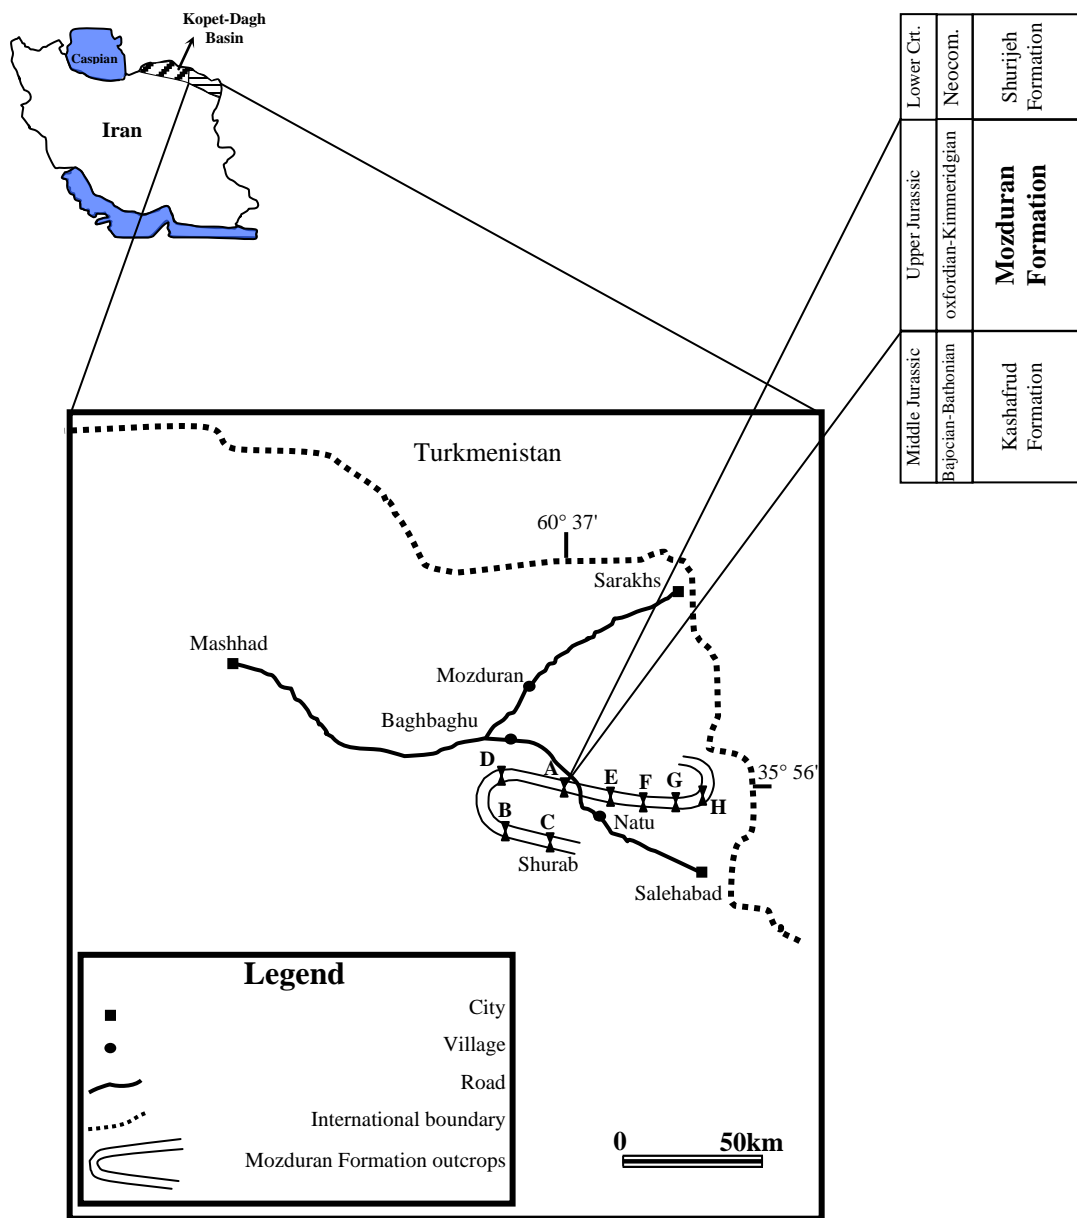 Kopet-Dagh
Basin
Caspian
Iran
Lower Crt.
Neocom.
Shurijeh
Formation
Upper Jurassic
oxfordian-Kimmeridgian
Mozduran
Formation
Middle Jurassic
Bajocian-Bathonian
Kashafrud
Formation
Turkmenistan
60° 37'
Sarakhs
Mashhad
Mozduran
Baghbaghu
D
A
E
F
G
H
35° 56'
B
C
Natu
Shurab
Salehabad
Legend
City
Village
Road
International boundary
Mozduran Formation outcrops
0
50km